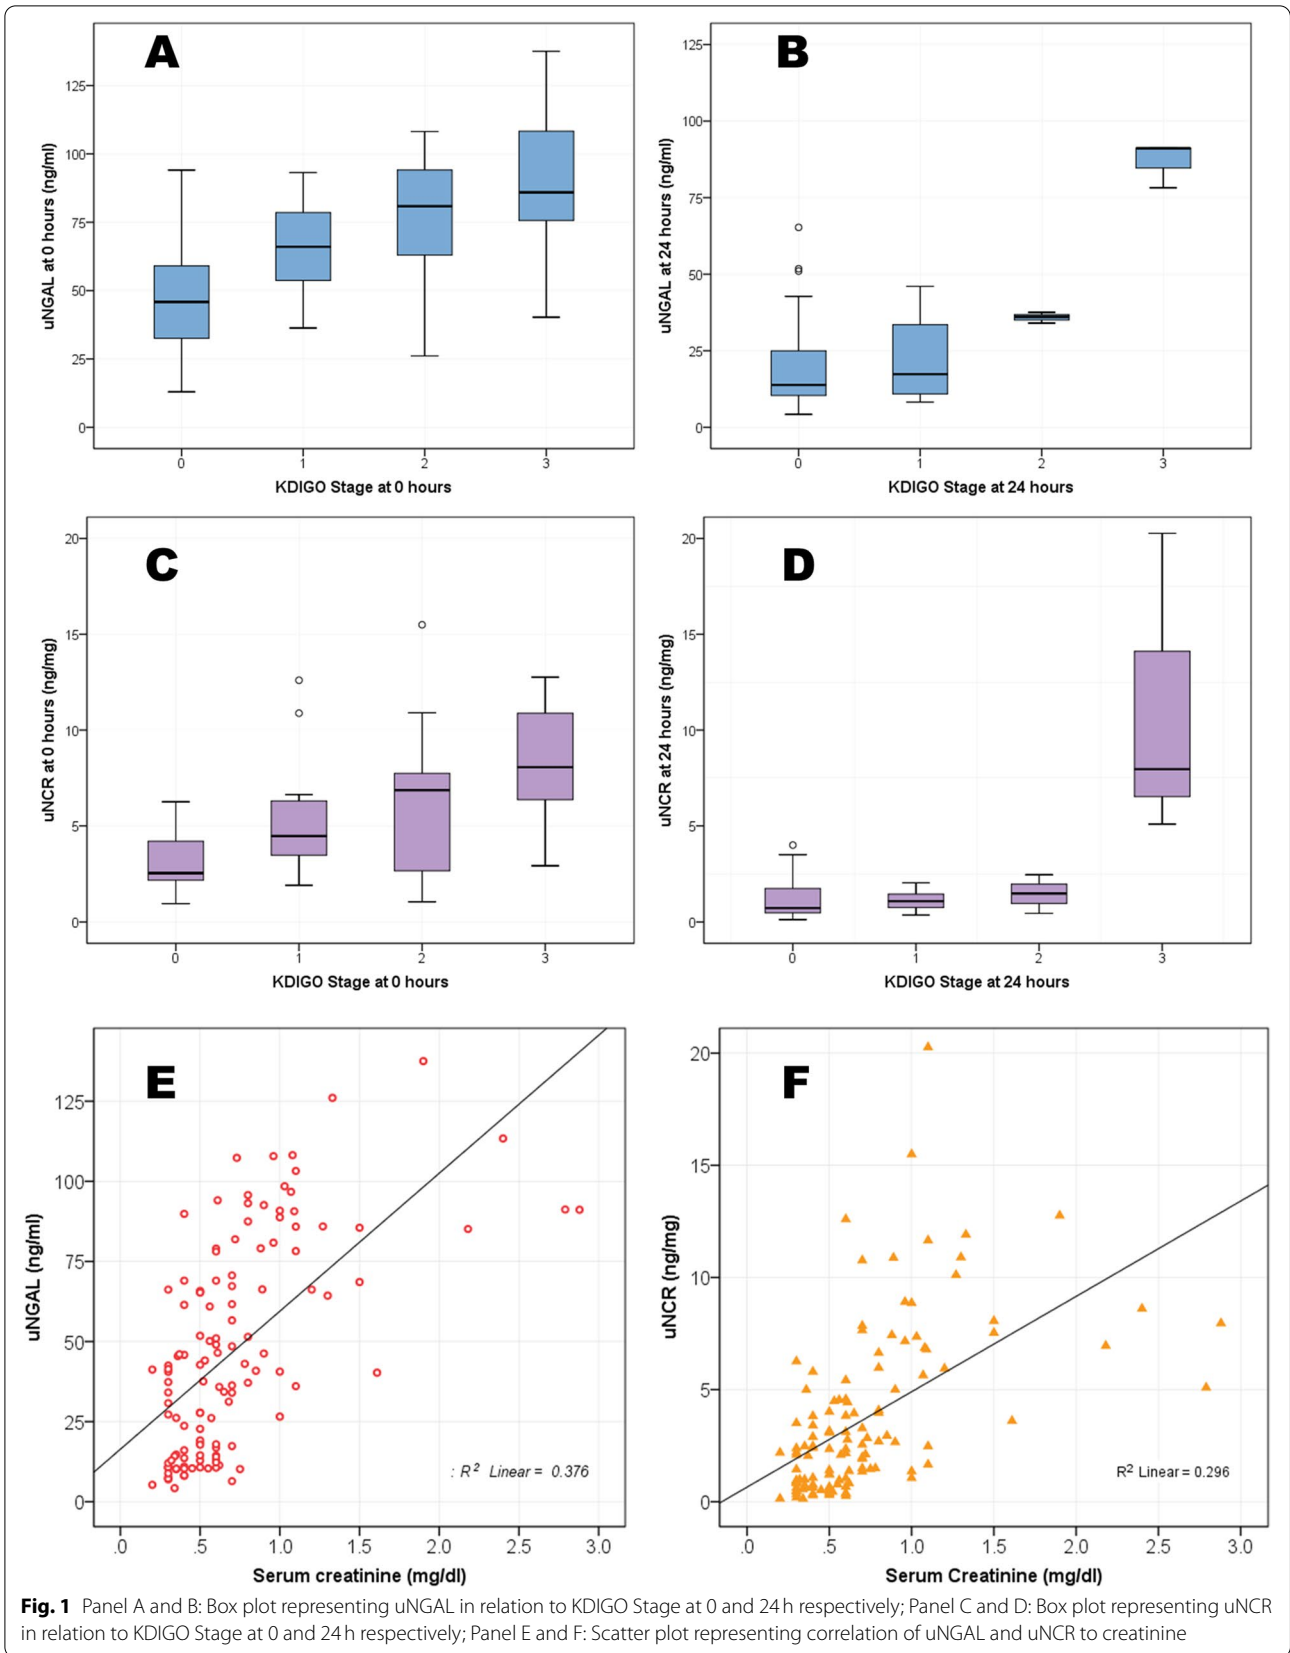 A
B
125
100
75
50
25
0
uNGAL at 0 hours (ng/ml)
0 1 2 3
KDIGO Stage at 0 hours
125
100
75
50
25
0
uNGAL at 24 hours (ng/ml)
0 1 2 3
KDIGO Stage at 24 hours
C
D
20
15
10
5
0
uNCR at 0 hours (ng/mg)
0 1 2 3
KDIGO Stage at 0 hours
20
15
10
5
0
uNCR at 24 hours (ng/mg)
0 1 2 3
KDIGO Stage at 24 hours
E
F
125
100
75
50
25
0
uNGAL (ng/ml)
: R² Linear = 0.376
.0 .5 1.0 1.5 2.0 2.5 3.0
Serum creatinine (mg/dl)
20
15
10
5
0
uNCR (ng/mg)
R² Linear = 0.296
.0 .5 1.0 1.5 2.0 2.5 3.0
Serum Creatinine (mg/dl)
Fig. 1 Panel A and B: Box plot representing uNGAL in relation to KDIGO Stage at 0 and 24 h respectively; Panel C and D: Box plot representing uNCR
in relation to KDIGO Stage at 0 and 24 h respectively; Panel E and F: Scatter plot representing correlation of uNGAL and uNCR to creatinine